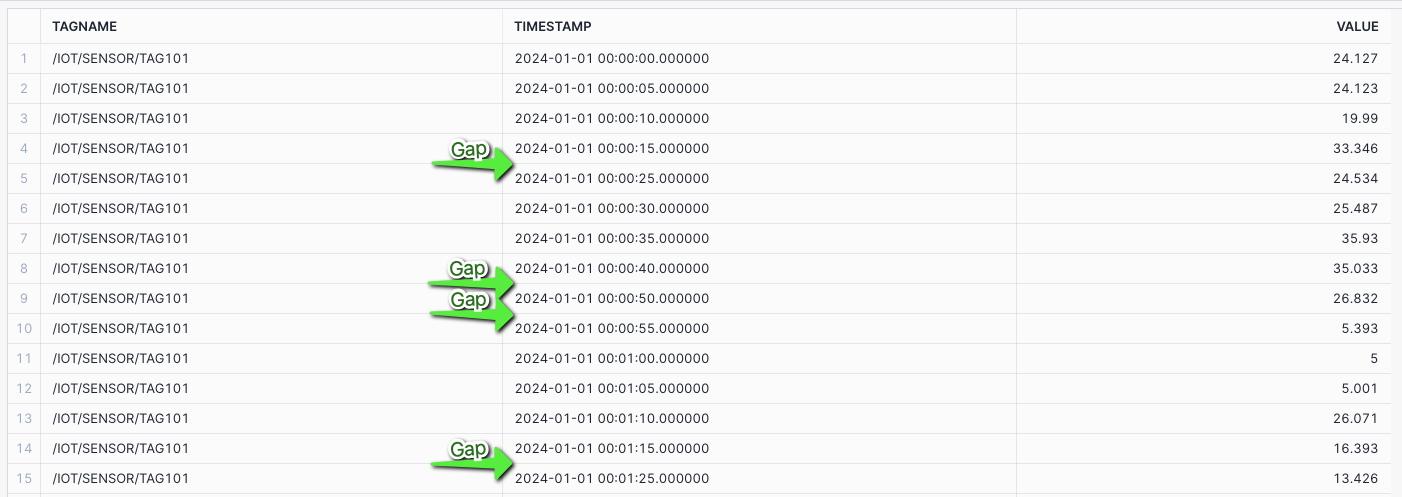 TAGNAME TIMESTAMP VALUE
1 /IOT/SENSOR/TAG101 2024-01-01 00:00:00.000000 24.127
2 /IOT/SENSOR/TAG101 2024-01-01 00:00:05.000000 24.123
3 /IOT/SENSOR/TAG101 2024-01-01 00:00:10.000000 19.99
4 /IOT/SENSOR/TAG101 Gap 2024-01-01 00:00:15.000000 33.346
5 /IOT/SENSOR/TAG101 2024-01-01 00:00:25.000000 24.534
6 /IOT/SENSOR/TAG101 2024-01-01 00:00:30.000000 25.487
7 /IOT/SENSOR/TAG101 2024-01-01 00:00:35.000000 35.93
8 /IOT/SENSOR/TAG101 Gap 2024-01-01 00:00:40.000000 35.033
9 /IOT/SENSOR/TAG101 Gap 2024-01-01 00:00:50.000000 26.832
10 /IOT/SENSOR/TAG101 2024-01-01 00:00:55.000000 5.393
11 /IOT/SENSOR/TAG101 2024-01-01 00:01:00.000000 5
12 /IOT/SENSOR/TAG101 2024-01-01 00:01:05.000000 5.001
13 /IOT/SENSOR/TAG101 2024-01-01 00:01:10.000000 26.071
14 /IOT/SENSOR/TAG101 Gap 2024-01-01 00:01:15.000000 16.393
15 /IOT/SENSOR/TAG101 2024-01-01 00:01:25.000000 13.426